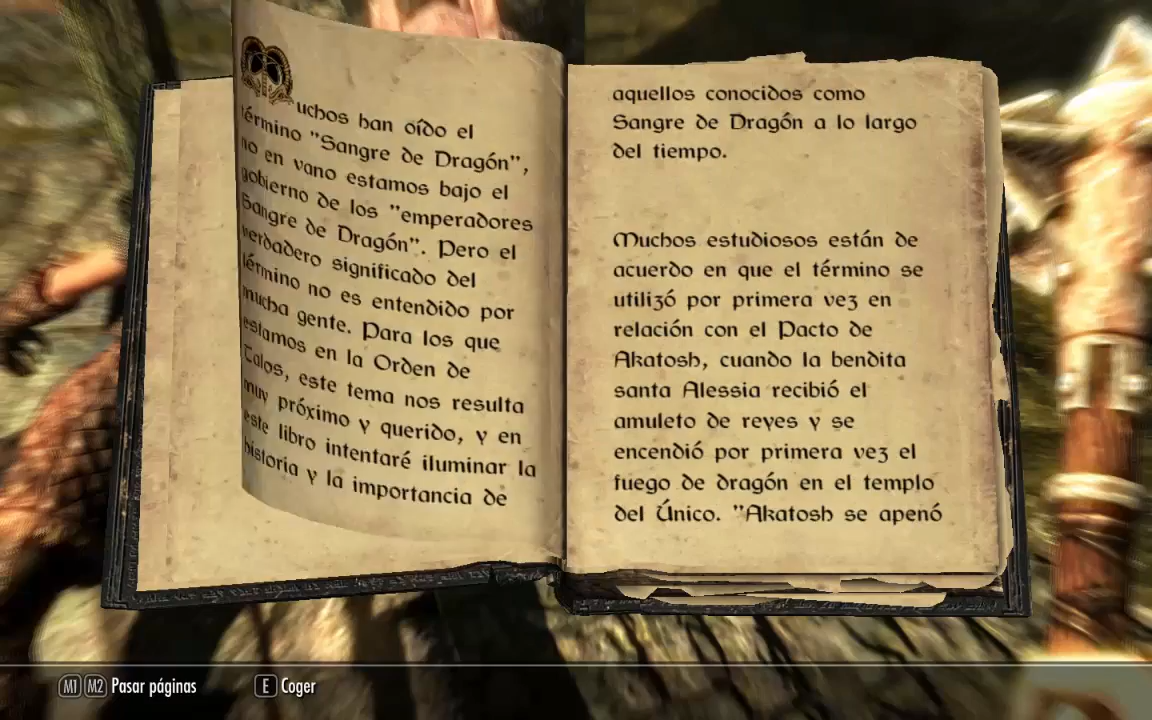 Muchos han oído el
término "Sangre de Dragón",
no en vano estamos bajo el
gobierno de los "emperadores
Sangre de Dragón". Pero el
verdadero significado del
término no es entendido por
mucha gente. Para los que
estamos en la Orden de
Talos, este tema nos resulta
muy próximo y querido, y en
este libro intentaré iluminar la
historia y la importancia de
aquellos conocidos como
Sangre de Dragón a lo largo
del tiempo.
Muchos estudiosos están de
acuerdo en que el término se
utilizó por primera vez en
relación con el Pacto de
Akatosh, cuando la bendita
santa Alessia recibió el
amuleto de reyes y se
encendió por primera vez el
fuego de dragón en el templo
del Único. "Akatosh se apenó
M1 M2 Pasar páginas E Coger